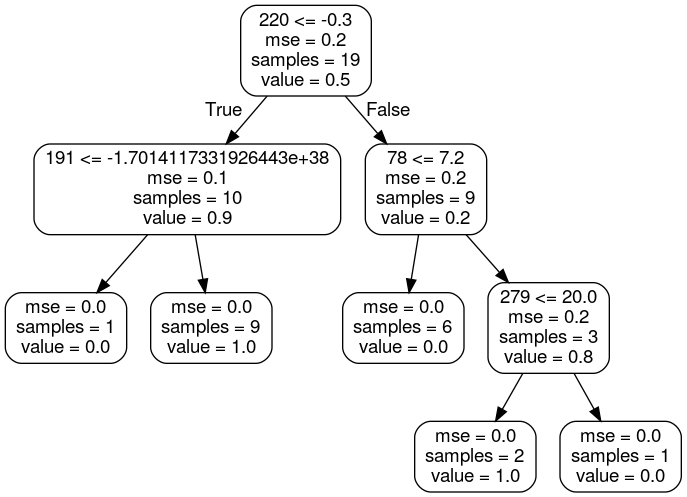 220 <= -0.3
mse = 0.2
samples = 19
value = 0.5
True
False
191 <= -1.7014117331926443e+38
mse = 0.1
samples = 10
value = 0.9
78 <= 7.2
mse = 0.2
samples = 9
value = 0.2
mse = 0.0
samples = 1
value = 0.0
mse = 0.0
samples = 9
value = 1.0
mse = 0.0
samples = 6
value = 0.0
279 <= 20.0
mse = 0.2
samples = 3
value = 0.8
mse = 0.0
samples = 2
value = 1.0
mse = 0.0
samples = 1
value = 0.0